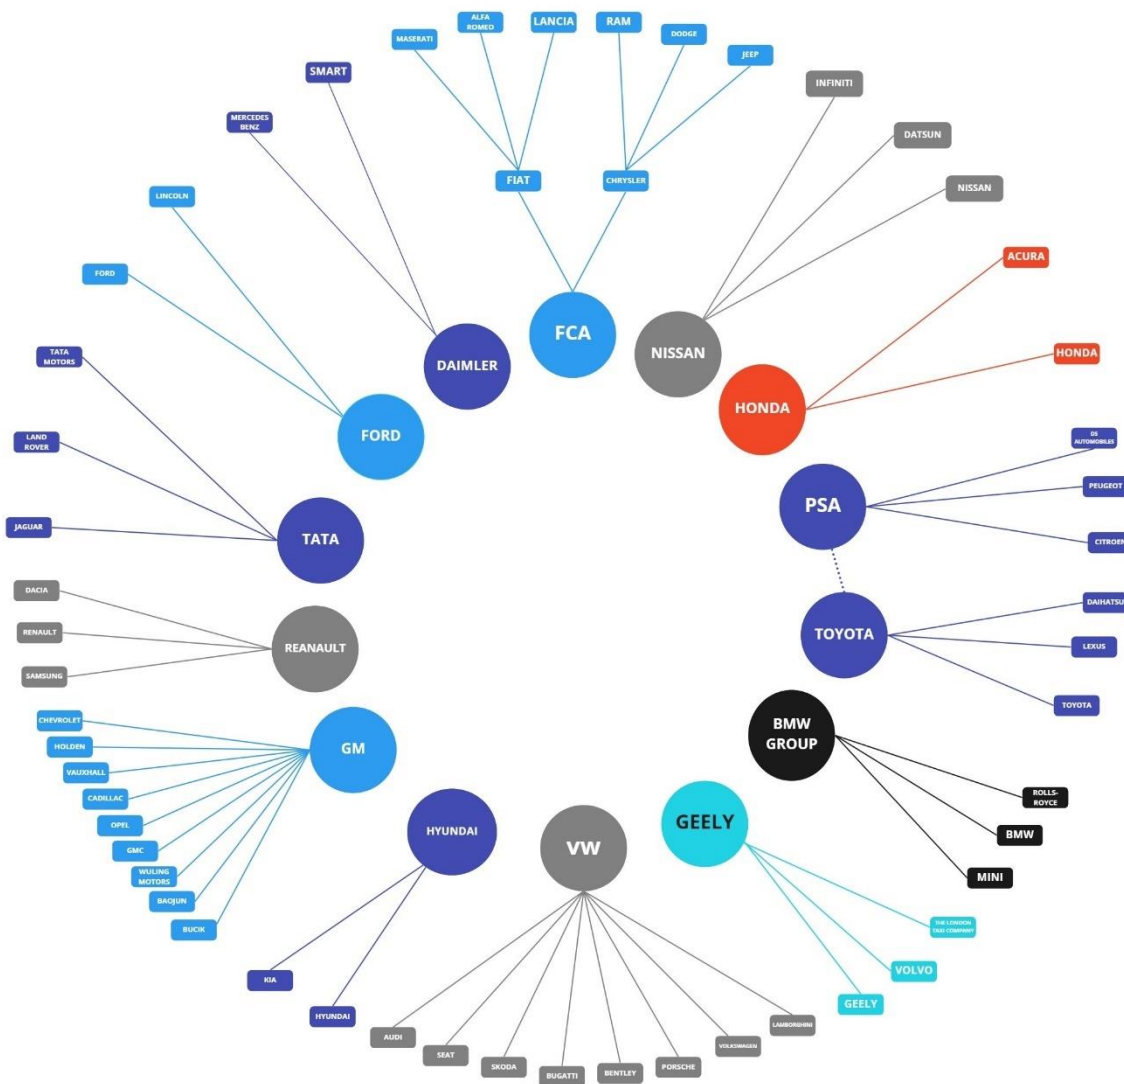 MASERATI
ALFA
ROMEO
LANCIA
RAM
DODGE
JEEP
FIAT
CHRYSLER
FCA
INFINITI
DATSUN
NISSAN
NISSAN
ACURA
HONDA
HONDA
DS
AUTOMOBILES
PEUGEOT
CITROEN
PSA
DAIHATSU
LEXUS
TOYOTA
TOYOTA
BMW
GROUP
ROLLS-
ROYCE
BMW
MINI
GEELY
THE LONDON
TAXI COMPANY
VOLVO
GEELY
VW
LAMBORGHINI
VOLKSWAGEN
PORSCHE
BENTLEY
BUGATTI
SKODA
SEAT
AUDI
HYUNDAI
HYUNDAI
KIA
GM
CHEVROLET
HOLDEN
VAUXHALL
CADILLAC
OPEL
GMC
WULING
MOTORS
BAOJUN
BUCIK
REANAULT
DACIA
RENAULT
SAMSUNG
TATA
TATA
MOTORS
LAND
ROVER
JAGUAR
FORD
LINCOLN
FORD
DAIMLER
SMART
MERCEDES
BENZ